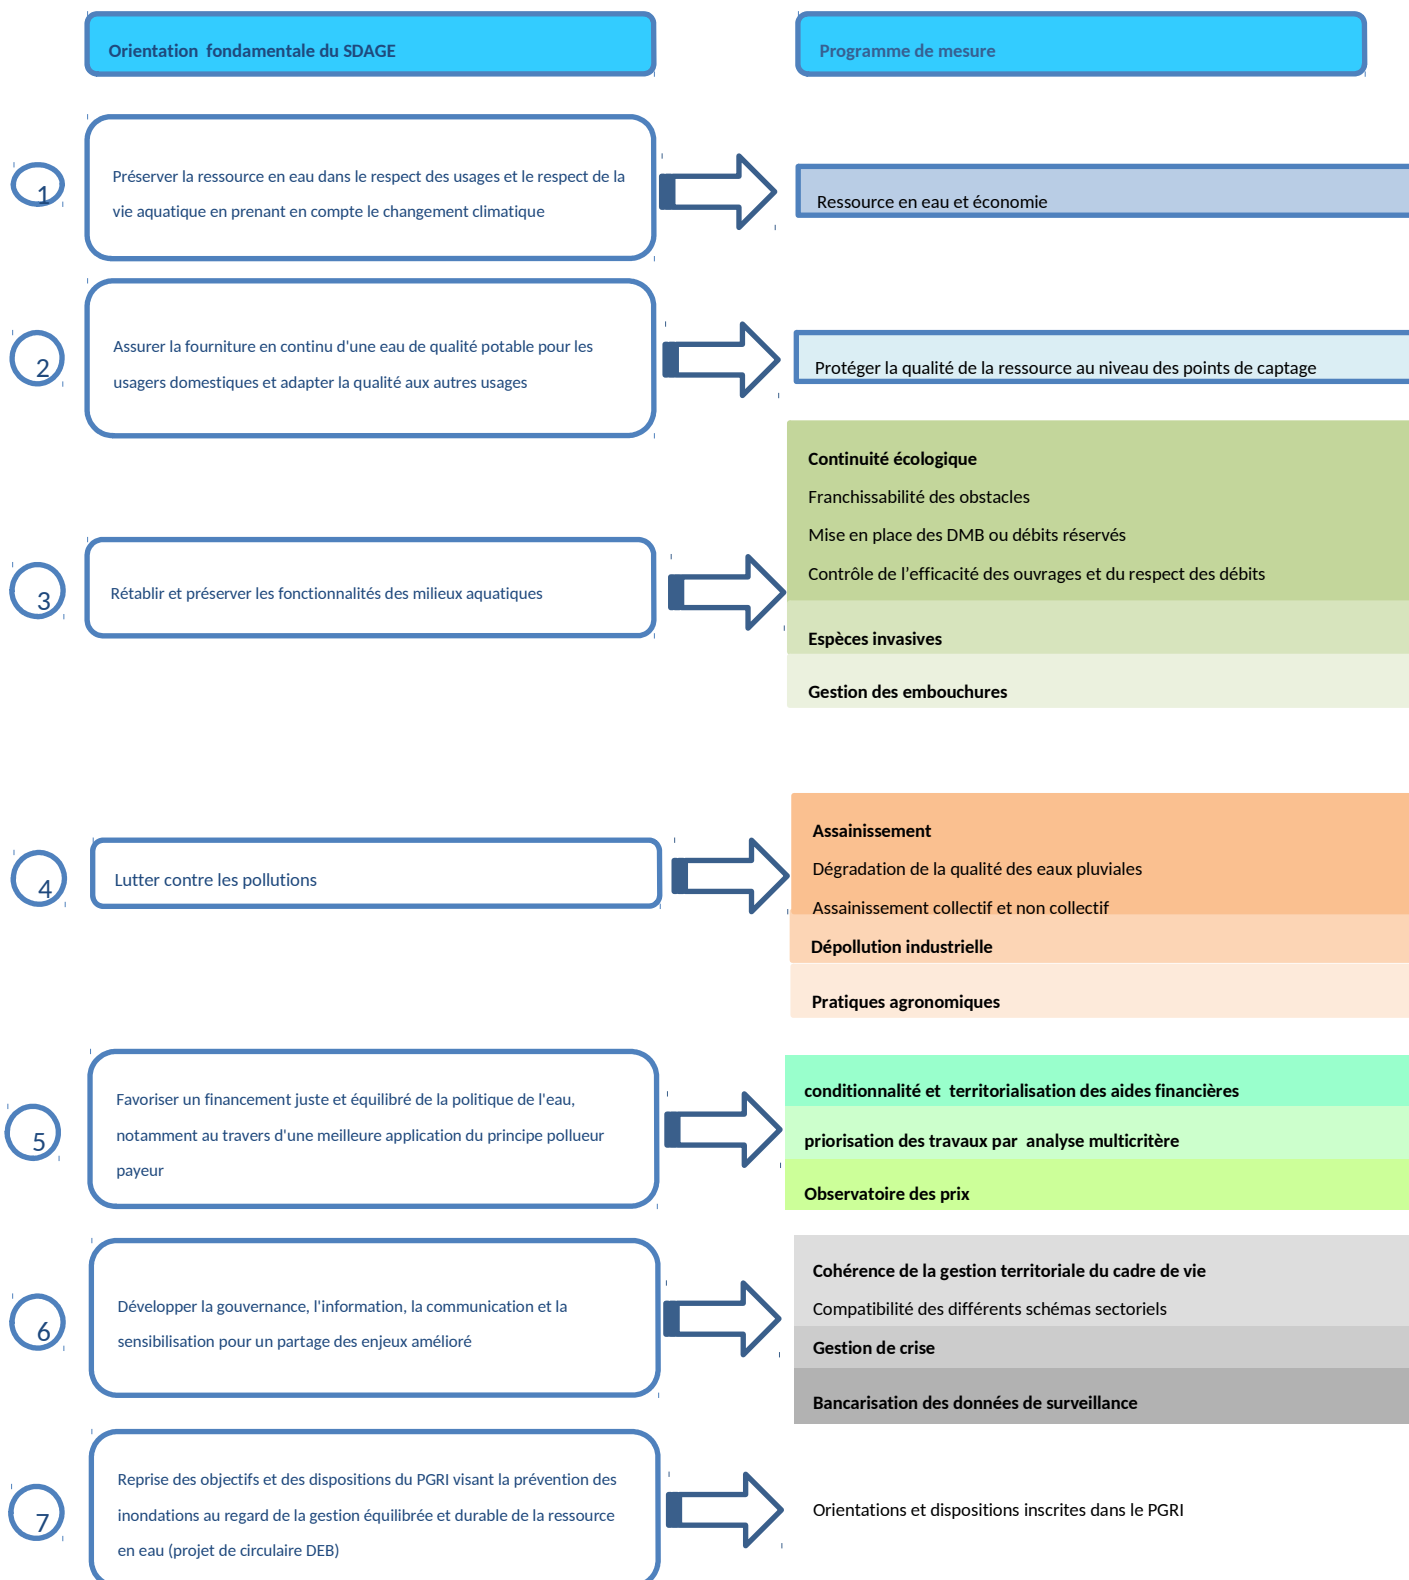 Orientation  fondamentale du SDAGE
Programme de mesure
1
Préserver la ressource en eau dans le respect des usages et le respect de la
vie aquatique en prenant en compte le changement climatique
Ressource en eau et économie
2
Assurer la fourniture en continu d'une eau de qualité potable pour les
usagers domestiques et adapter la qualité aux autres usages
Protéger la qualité de la ressource au niveau des points de captage
3
Rétablir et préserver les fonctionnalités des milieux aquatiques
Continuité écologique
Franchissabilité des obstacles
Mise en place des DMB ou débits réservés
Contrôle de l’efficacité des ouvrages et du respect des débits
Espèces invasives
Gestion des embouchures
4
Lutter contre les pollutions
Assainissement
Dégradation de la qualité des eaux pluviales
Assainissement collectif et non collectif
Dépollution industrielle
Pratiques agronomiques
5
Favoriser un financement juste et équilibré de la politique de l'eau,
notamment au travers d'une meilleure application du principe pollueur
payeur
conditionnalité et  territorialisation des aides financières
priorisation des travaux par  analyse multicritère
Observatoire des prix
6
Développer la gouvernance, l'information, la communication et la
sensibilisation pour un partage des enjeux amélioré
Cohérence de la gestion territoriale du cadre de vie
Compatibilité des différents schémas sectoriels
Gestion de crise
Bancarisation des données de surveillance
7
Reprise des objectifs et des dispositions du PGRI visant la prévention des
inondations au regard de la gestion équilibrée et durable de la ressource
en eau (projet de circulaire DEB)
Orientations et dispositions inscrites dans le PGRI